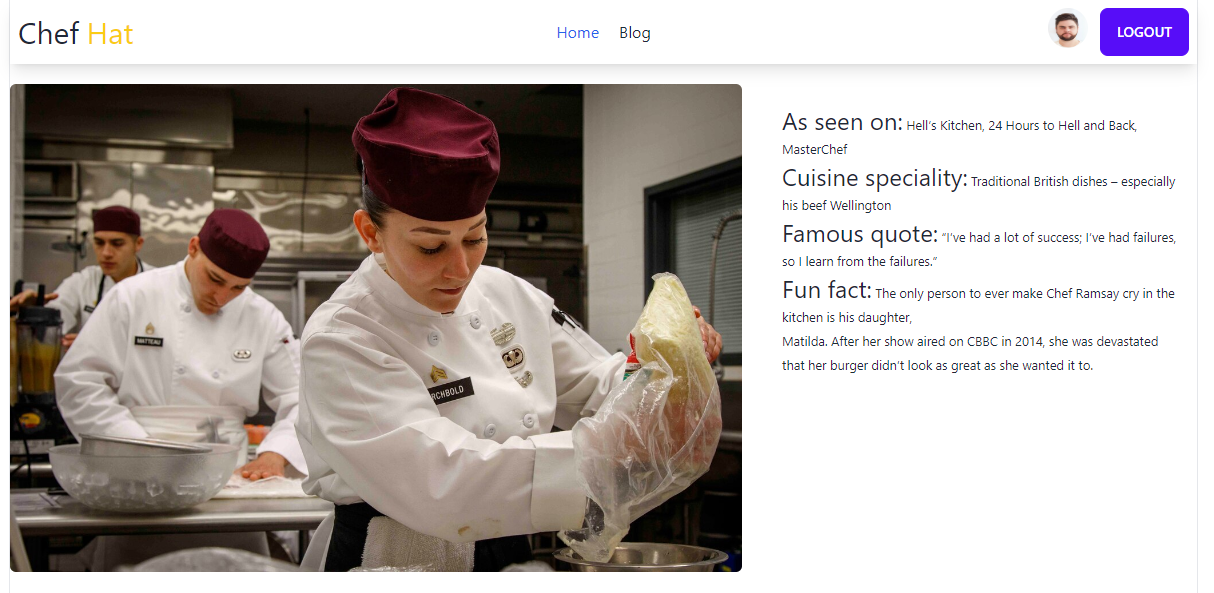 Chef Hat
Home Blog
LOGOUT
As seen on: Hell’s Kitchen, 24 Hours to Hell and Back,
MasterChef
Cuisine speciality: Traditional British dishes – especially
his beef Wellington
Famous quote: “I’ve had a lot of success; I’ve had failures,
so I learn from the failures.”
Fun fact: The only person to ever make Chef Ramsay cry in the
kitchen is his daughter,
Matilda. After her show aired on CBBC in 2014, she was devastated
that her burger didn’t look as great as she wanted it to.
MATTEAU
RCHBOLD